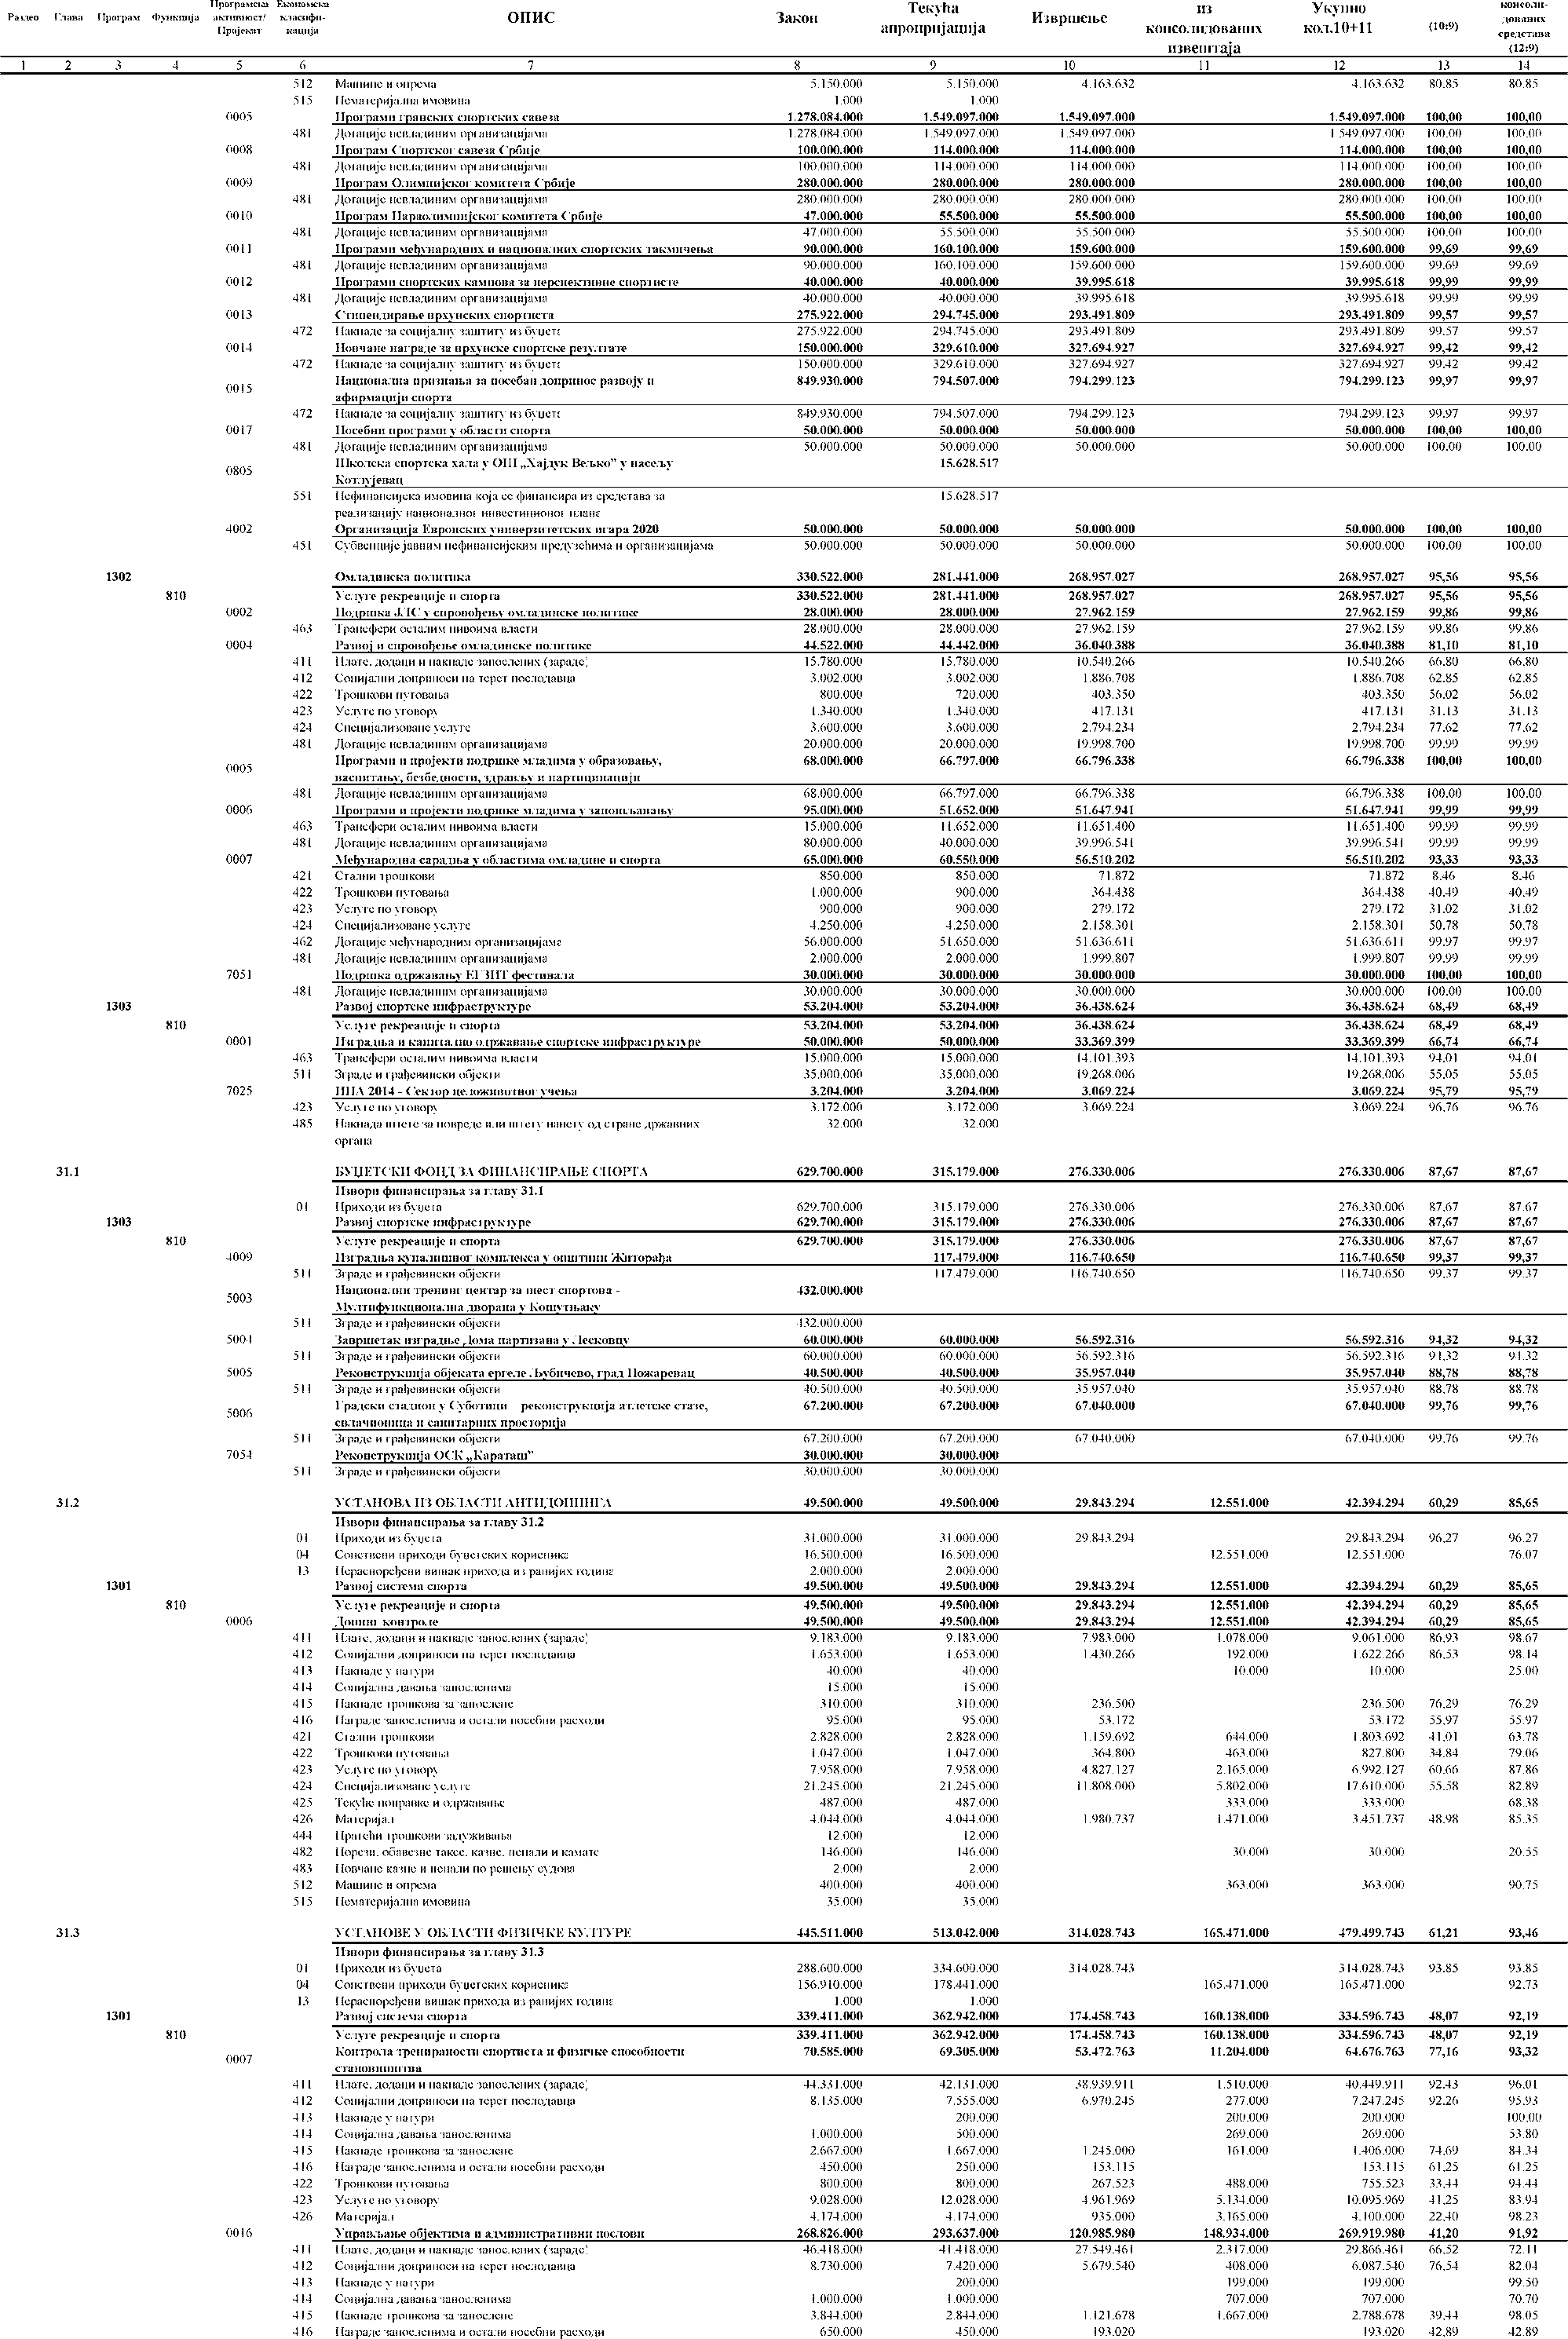 Раздео Глава Програм Функција Програмска активност/ Пројекат Економска класифи- кација ОПИС Закон Текућа апропријација Извршење из консолидованих извештаја Укупно кол.10+11 (10:9) консоли- дованих средстава (12:9)
1 2 3 4 5 6 7 8 9 10 11 12 13 14
512 Машине и опрема 5.150.000 5.150.000 4.163.632 4.163.632 80,85 80,85
515 Нематеријална имовина 1.000 1.000
0005 Програми гранских спортских савеза 1.278.084.000 1.549.097.000 1.549.097.000 1.549.097.000 100,00 100,00
481 Дотације невладиним организацијама 1.278.084.000 1.549.097.000 1.549.097.000 1.549.097.000 100,00 100,00
0008 Програм Спортског савеза Србије 100.000.000 114.000.000 114.000.000 114.000.000 100,00 100,00
481 Дотације невладиним организацијама 100.000.000 114.000.000 114.000.000 114.000.000 100,00 100,00
0009 Програм Олимпијског комитета Србије 280.000.000 280.000.000 280.000.000 280.000.000 100,00 100,00
481 Дотације невладиним организацијама 280.000.000 280.000.000 280.000.000 280.000.000 100,00 100,00
0010 Програм Параолимпијског комитета Србије 47.000.000 55.500.000 55.500.000 55.500.000 100,00 100,00
481 Дотације невладиним организацијама 47.000.000 55.500.000 55.500.000 55.500.000 100,00 100,00
0011 Програми међународних и националних спортских такмичења 90.000.000 160.100.000 159.600.000 159.600.000 99,69 99,69
481 Дотације невладиним организацијама 90.000.000 160.100.000 159.600.000 159.600.000 99,69 99,69
0012 Програми спортских кампова за перспективне спортисте 40.000.000 40.000.000 39.995.618 39.995.618 99,99 99,99
481 Дотације невладиним организацијама 40.000.000 40.000.000 39.995.618 39.995.618 99,99 99,99
0013 Стипендирање врхунских спортиста 275.922.000 294.745.000 293.491.809 293.491.809 99,57 99,57
472 Накнаде за социјалну заштиту из буџета 275.922.000 294.745.000 293.491.809 293.491.809 99,57 99,57
0014 Новчане награде за врхунске спортске резултате 150.000.000 329.610.000 327.694.927 327.694.927 99,42 99,42
472 Накнаде за социјалну заштиту из буџета 150.000.000 329.610.000 327.694.927 327.694.927 99,42 99,42
0015 Национална признања за посебан допринос развоју и 849.930.000 794.507.000 794.299.123 794.299.123 99,97 99,97
афирмацији спорта
472 Накнаде за социјалну заштиту из буџета 849.930.000 794.507.000 794.299.123 794.299.123 99,97 99,97
0017 Посебни програми у области спорта 50.000.000 50.000.000 50.000.000 50.000.000 100,00 100,00
481 Дотације невладиним организацијама 50.000.000 50.000.000 50.000.000 50.000.000 100,00 100,00
0805 Школска спортска хала у ОШ „Хајдук Вељко” у насељу 15.628.517
Котлујевац
551 Нефинансијска имовина која се финансира из средстава за 15.628.517
реализацију националног инвестиционог плана
4002 Организација Европских универзитетских игара 2020 50.000.000 50.000.000 50.000.000 50.000.000 100,00 100,00
451 Субвенције јавним нефинансијским предузећима и организацијама 50.000.000 50.000.000 50.000.000 50.000.000 100,00 100,00
1302 Омладинска политика 330.522.000 281.441.000 268.957.027 268.957.027 95,56 95,56
810 Услуге рекреације и спорта 330.522.000 281.441.000 268.957.027 268.957.027 95,56 95,56
0002 Подршка ЈЛС у спровођењу омладинске политике 28.000.000 28.000.000 27.962.159 27.962.159 99,86 99,86
463 Трансфери осталим нивоима власти 28.000.000 28.000.000 27.962.159 27.962.159 99,86 99,86
0004 Развој и спровођење омладинске политике 44.522.000 44.442.000 36.040.388 36.040.388 81,10 81,10
411 Плате, додаци и накнаде запослених (зараде) 15.780.000 15.780.000 10.540.266 10.540.266 66,80 66,80
412 Социјални доприноси на терет послодавца 3.002.000 3.002.000 1.886.708 1.886.708 62,85 62,85
422 Трошкови путовања 800.000 720.000 403.350 403.350 56,02 56,02
423 Услуге по уговору 1.340.000 1.340.000 417.131 417.131 31,13 31,13
424 Специјализоване услуге 3.600.000 3.600.000 2.794.234 2.794.234 77,62 77,62
481 Дотације невладиним организацијама 20.000.000 20.000.000 19.998.700 19.998.700 99,99 99,99
0005 Програми и пројекти подршке младима у образовању, 68.000.000 66.797.000 66.796.338 66.796.338 100,00 100,00
васпитању, безбедности, здрављу и партиципацији
481 Дотације невладиним организацијама 68.000.000 66.797.000 66.796.338 66.796.338 100,00 100,00
0006 Програми и пројекти подршке младима у запошљавању 95.000.000 51.652.000 51.647.941 51.647.941 99,99 99,99
463 Трансфери осталим нивоима власти 15.000.000 11.652.000 11.651.400 11.651.400 99,99 99,99
481 Дотације невладиним организацијама 80.000.000 40.000.000 39.996.541 39.996.541 99,99 99,99
0007 Међународна сарадња у областима омладине и спорта 65.000.000 60.550.000 56.510.202 56.510.202 93,33 93,33
421 Стални трошкови 850.000 850.000 71.872 71.872 8,46 8,46
422 Трошкови путовања 1.000.000 900.000 364.438 364.438 40,49 40,49
423 Услуге по уговору 900.000 900.000 279.172 279.172 31,02 31,02
424 Специјализоване услуге 4.250.000 4.250.000 2.158.301 2.158.301 50,78 50,78
462 Дотације међународним организацијама 56.000.000 51.650.000 51.636.611 51.636.611 99,97 99,97
481 Дотације невладиним организацијама 2.000.000 2.000.000 1.999.807 1.999.807 99,99 99,99
7051 Подршка одржавању ЕГЗИТ фестивала 30.000.000 30.000.000 30.000.000 30.000.000 100,00 100,00
481 Дотације невладиним организацијама 30.000.000 30.000.000 30.000.000 30.000.000 100,00 100,00
1303 Развој спортске инфраструктуре 53.204.000 53.204.000 36.438.624 36.438.624 68,49 68,49
810 Услуге рекреације и спорта 53.204.000 53.204.000 36.438.624 36.438.624 68,49 68,49
0001 Изградња и капитално одржавање спортске инфраструктуре 50.000.000 50.000.000 33.369.399 33.369.399 66,74 66,74
463 Трансфери осталим нивоима власти 15.000.000 15.000.000 14.101.393 14.101.393 94,01 94,01
511 Зграде и грађевински објекти 35.000.000 35.000.000 19.268.006 19.268.006 55,05 55,05
7025 ИПА 2014 - Сектор целоживотног учења 3.204.000 3.204.000 3.069.224 3.069.224 95,79 95,79
423 Услуге по уговору 3.172.000 3.172.000 3.069.224 3.069.224 96,76 96,76
485 Накнада штете за повреде или штету нанету од стране државних 32.000 32.000
органа
31.1 БУЏЕТСКИ ФОНД ЗА ФИНАНСИРАЊЕ СПОРТА 629.700.000 315.179.000 276.330.006 276.330.006 87,67 87,67
Извори финансирања за главу 31.1
01 Приходи из буџета 629.700.000 315.179.000 276.330.006 276.330.006 87,67 87,67
1303 Развој спортске инфраструктуре 629.700.000 315.179.000 276.330.006 276.330.006 87,67 87,67
810 Услуге рекреације и спорта 629.700.000 315.179.000 276.330.006 276.330.006 87,67 87,67
4009 Изградња купалишног комплекса у општини Житорађа 117.479.000 116.740.650 116.740.650 99,37 99,37
511 Зграде и грађевински објекти 117.479.000 116.740.650 116.740.650 99,37 99,37
5003 Национални тренинг центар за шест спортова - 432.000.000
Мултифункционална дворана у Кошутњаку
511 Зграде и грађевински објекти 432.000.000
5004 Завршетак изградње Дома партизана у Лесковцу 60.000.000 60.000.000 56.592.316 56.592.316 94,32 94,32
511 Зграде и грађевински објекти 60.000.000 60.000.000 56.592.316 56.592.316 94,32 94,32
5005 Реконструкција објеката ергеле Љубичево, град Пожаревац 40.500.000 40.500.000 35.957.040 35.957.040 88,78 88,78
511 Зграде и грађевински објекти 40.500.000 40.500.000 35.957.040 35.957.040 88,78 88,78
5006 Градски стадион у Суботици – реконструкција атлетске стазе, 67.200.000 67.200.000 67.040.000 67.040.000 99,76 99,76
свлачионица и санитарних просторија
511 Зграде и грађевински објекти 67.200.000 67.200.000 67.040.000 67.040.000 99,76 99,76
7054 Реконструкција ОСК „Караташ” 30.000.000 30.000.000
511 Зграде и грађевински објекти 30.000.000 30.000.000
31.2 УСТАНОВА ИЗ ОБЛАСТИ АНТИДОПИНГА 49.500.000 49.500.000 29.843.294 12.551.000 42.394.294 60,29 85,65
Извори финансирања за главу 31.2
01 Приходи из буџета 31.000.000 31.000.000 29.843.294 29.843.294 96,27 96,27
04 Сопствени приходи буџетских корисника 16.500.000 16.500.000 12.551.000 12.551.000 76,07
13 Нераспоређени вишак прихода из ранијих година 2.000.000 2.000.000
1301 Развој система спорта 49.500.000 49.500.000 29.843.294 12.551.000 42.394.294 60,29 85,65
810 Услуге рекреације и спорта 49.500.000 49.500.000 29.843.294 12.551.000 42.394.294 60,29 85,65
0006 Допинг контроле 49.500.000 49.500.000 29.843.294 12.551.000 42.394.294 60,29 85,65
411 Плате, додаци и накнаде запослених (зараде) 9.183.000 9.183.000 7.983.000 1.078.000 9.061.000 86,93 98,67
412 Социјални доприноси на терет послодавца 1.653.000 1.653.000 1.430.266 192.000 1.622.266 86,53 98,14
413 Накнаде у натури 40.000 40.000 10.000 10.000 25,00
414 Социјална давања запосленима 15.000 15.000
415 Накнаде трошкова за запослене 310.000 310.000 236.500 236.500 76,29 76,29
416 Награде запосленима и остали посебни расходи 95.000 95.000 53.172 53.172 55,97 55,97
421 Стални трошкови 2.828.000 2.828.000 1.159.692 644.000 1.803.692 41,01 63,78
422 Трошкови путовања 1.047.000 1.047.000 364.800 463.000 827.800 34,84 79,06
423 Услуге по уговору 7.958.000 7.958.000 4.827.127 2.165.000 6.992.127 60,66 87,86
424 Специјализоване услуге 21.245.000 21.245.000 11.808.000 5.802.000 17.610.000 55,58 82,89
425 Текуће поправке и одржавање 487.000 487.000 333.000 333.000 68,38
426 Материјал 4.044.000 4.044.000 1.980.737 1.471.000 3.451.737 48,98 85,35
444 Пратећи трошкови задуживања 12.000 12.000
482 Порези, обавезне таксе, казне, пенали и камате 146.000 146.000 30.000 30.000 20,55
483 Новчане казне и пенали по решењу судова 2.000 2.000
512 Машине и опрема 400.000 400.000 363.000 363.000 90,75
515 Нематеријална имовина 35.000 35.000
31.3 УСТАНОВЕ У ОБЛАСТИ ФИЗИЧКЕ КУЛТУРЕ 445.511.000 513.042.000 314.028.743 165.471.000 479.499.743 61,21 93,46
Извори финансирања за главу 31.3
01 Приходи из буџета 288.600.000 334.600.000 314.028.743 314.028.743 93,85 93,85
04 Сопствени приходи буџетских корисника 156.910.000 178.441.000 165.471.000 165.471.000 92,73
13 Нераспоређени вишак прихода из ранијих година 1.000 1.000
1301 Развој система спорта 339.411.000 362.942.000 174.458.743 160.138.000 334.596.743 48,07 92,19
810 Услуге рекреације и спорта 339.411.000 362.942.000 174.458.743 160.138.000 334.596.743 48,07 92,19
0007 Контрола тренираности спортиста и физичке способности 70.585.000 69.305.000 53.472.763 11.204.000 64.676.763 77,16 93,32
становништва
411 Плате, додаци и накнаде запослених (зараде) 44.331.000 42.131.000 38.939.911 1.510.000 40.449.911 92,43 96,01
412 Социјални доприноси на терет послодавца 8.135.000 7.555.000 6.970.245 277.000 7.247.245 92,26 95,93
413 Накнаде у натури 200.000 200.000 200.000 100,00
414 Социјална давања запосленима 1.000.000 500.000 269.000 269.000 53,80
415 Накнаде трошкова за запослене 2.667.000 1.667.000 1.245.000 161.000 1.406.000 74,69 84,34
416 Награде запосленима и остали посебни расходи 450.000 250.000 153.115 153.115 61,25 61,25
422 Трошкови путовања 800.000 800.000 267.523 488.000 755.523 33,44 94,44
423 Услуге по уговору 9.028.000 12.028.000 4.961.969 5.134.000 10.095.969 41,25 83,94
426 Материјал 4.174.000 4.174.000 935.000 3.165.000 4.100.000 22,40 98,23
0016 Управљање објектима и административни послови 268.826.000 293.637.000 120.985.980 148.934.000 269.919.980 41,20 91,92
411 Плате, додаци и накнаде запослених (зараде) 46.418.000 41.418.000 27.549.461 2.317.000 29.866.461 66,52 72,11
412 Социјални доприноси на терет послодавца 8.730.000 7.420.000 5.679.540 408.000 6.087.540 76,54 82,04
413 Накнаде у натури 200.000 199.000 199.000 99,50
414 Социјална давања запосленима 1.000.000 1.000.000 707.000 707.000 70,70
415 Накнаде трошкова за запослене 3.844.000 2.844.000 1.121.678 1.667.000 2.788.678 39,44 98,05
416 Награде запосленима и остали посебни расходи 650.000 450.000 193.020 193.020 42,89 42,89